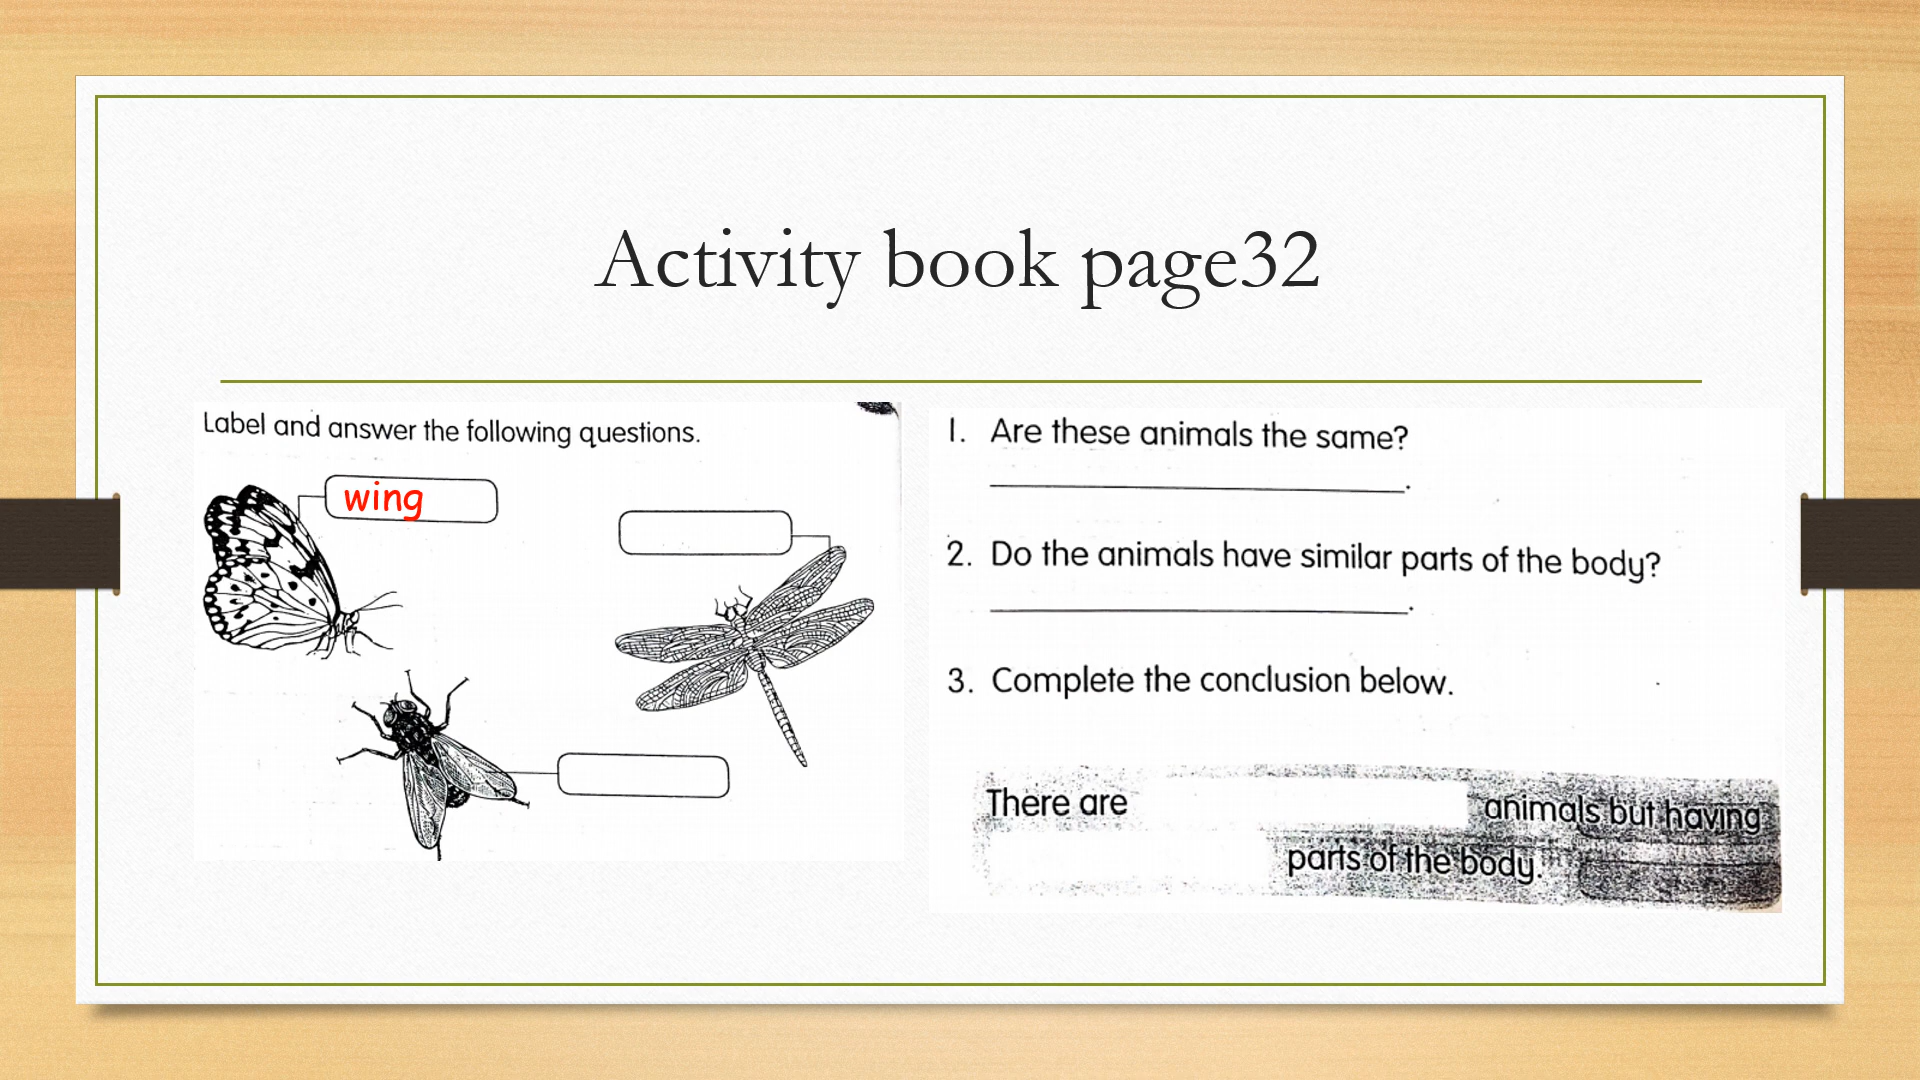 Activity book page32
Label and answer the following questions.
wing
1. Are these animals the same?
.
2. Do the animals have similar parts of the body?
.
3. Complete the conclusion below.
There are animals but having
parts of the body.